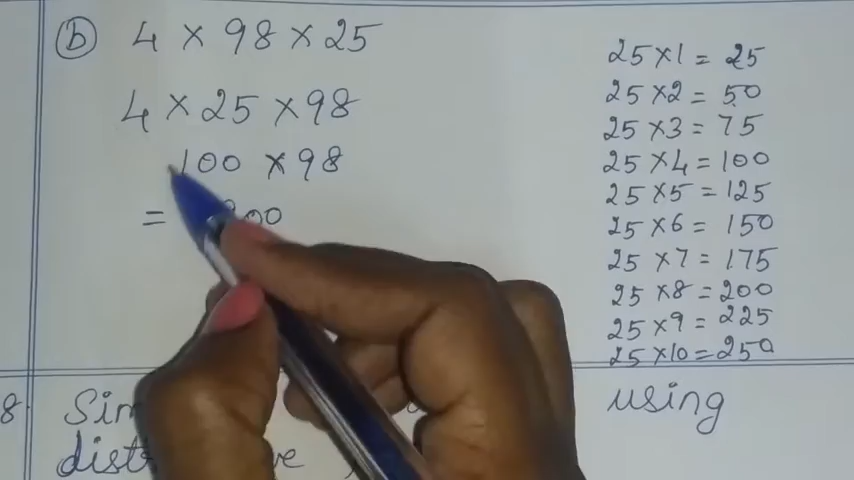 b 4 × 98 × 25
4 × 25 × 98
100 × 98
= 800
25 × 1 = 25
25 × 2 = 50
25 × 3 = 75
25 × 4 = 100
25 × 5 = 125
25 × 6 = 150
25 × 7 = 175
25 × 8 = 200
25 × 9 = 225
25 × 10 = 250
8. using